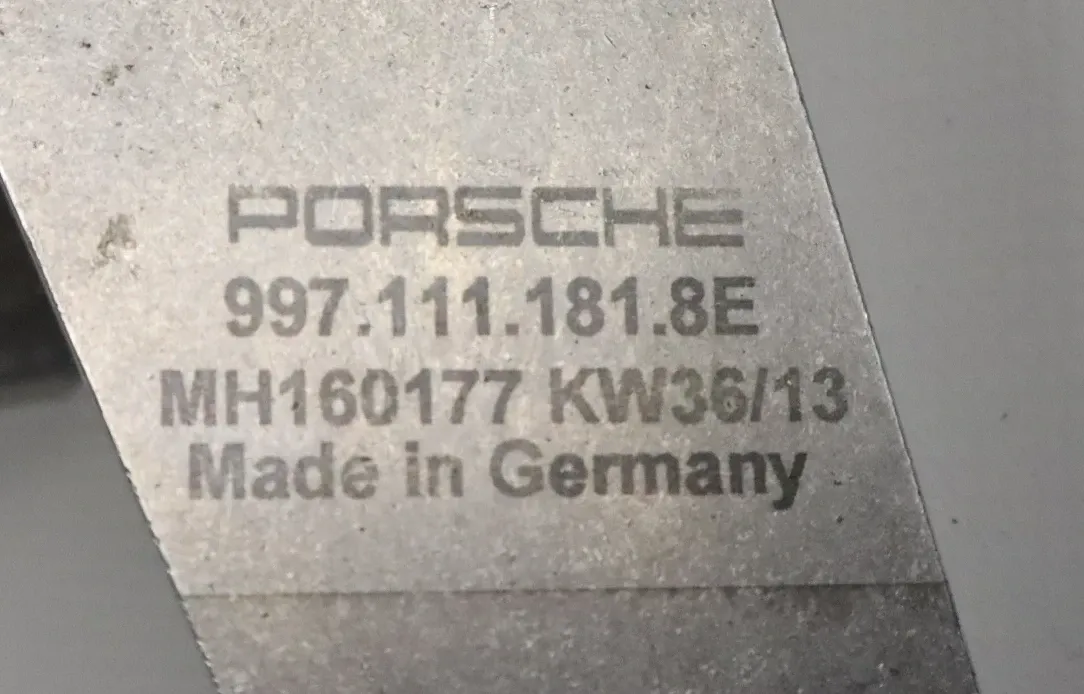 PORSCHE
997.111.181.8E
MH160177 KW36/13
Made in Germany